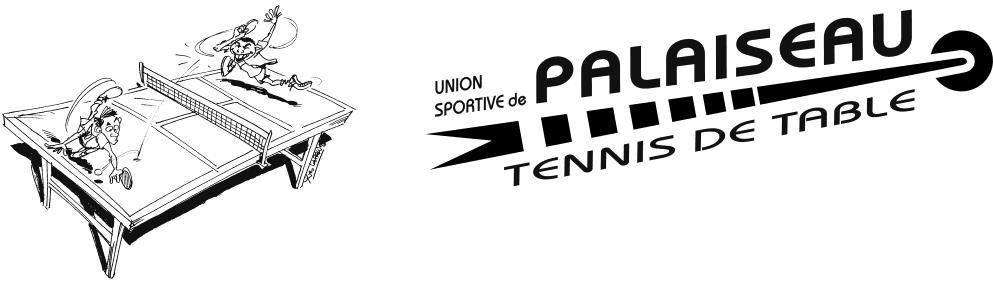 UNION
SPORTIVE de
PALAISEAU
TENNIS DE TABLE